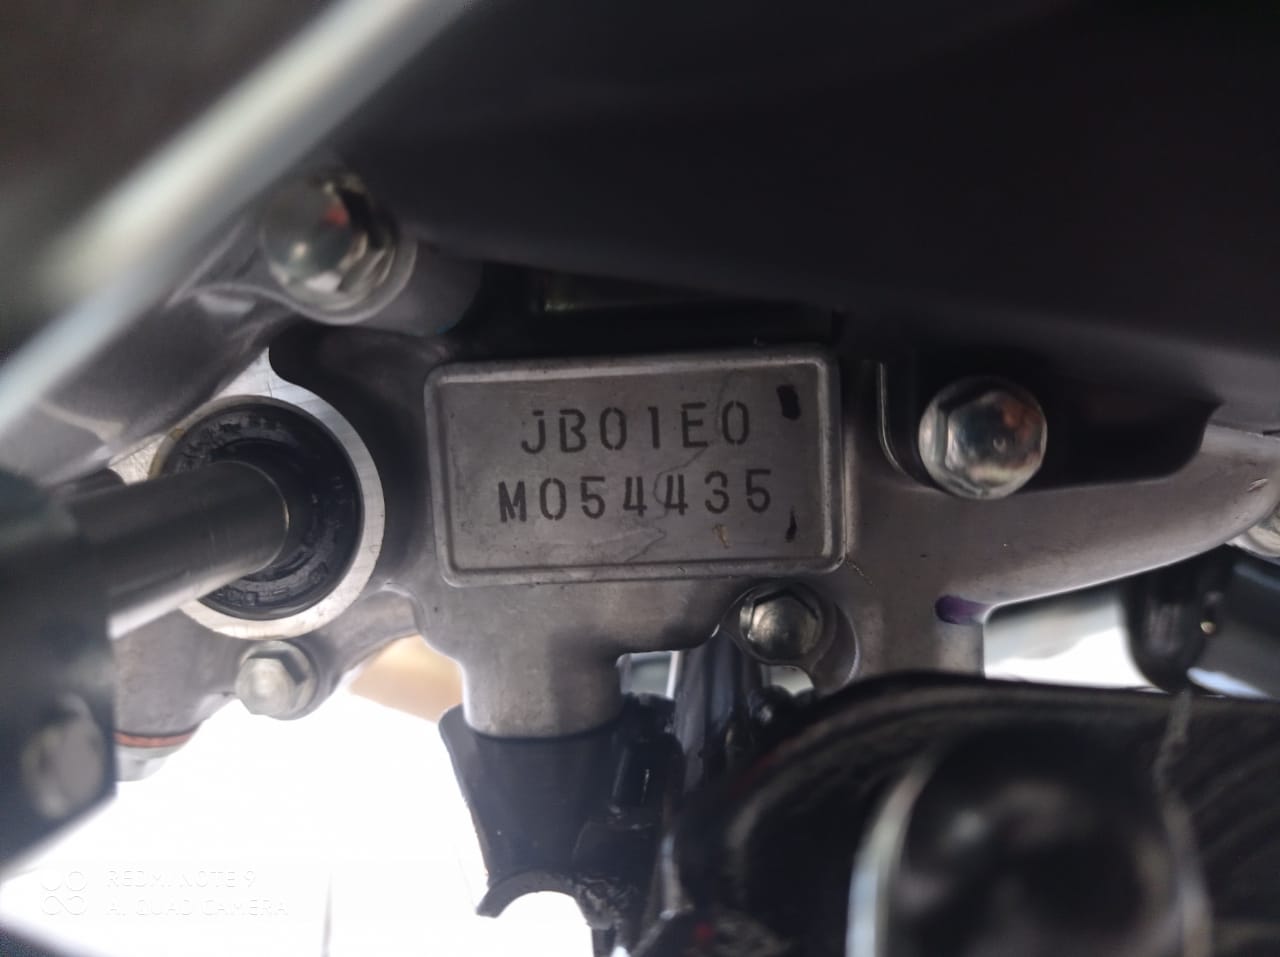 JB01E0
M054435
REDMI NOTE 9
AI QUAD CAMERA